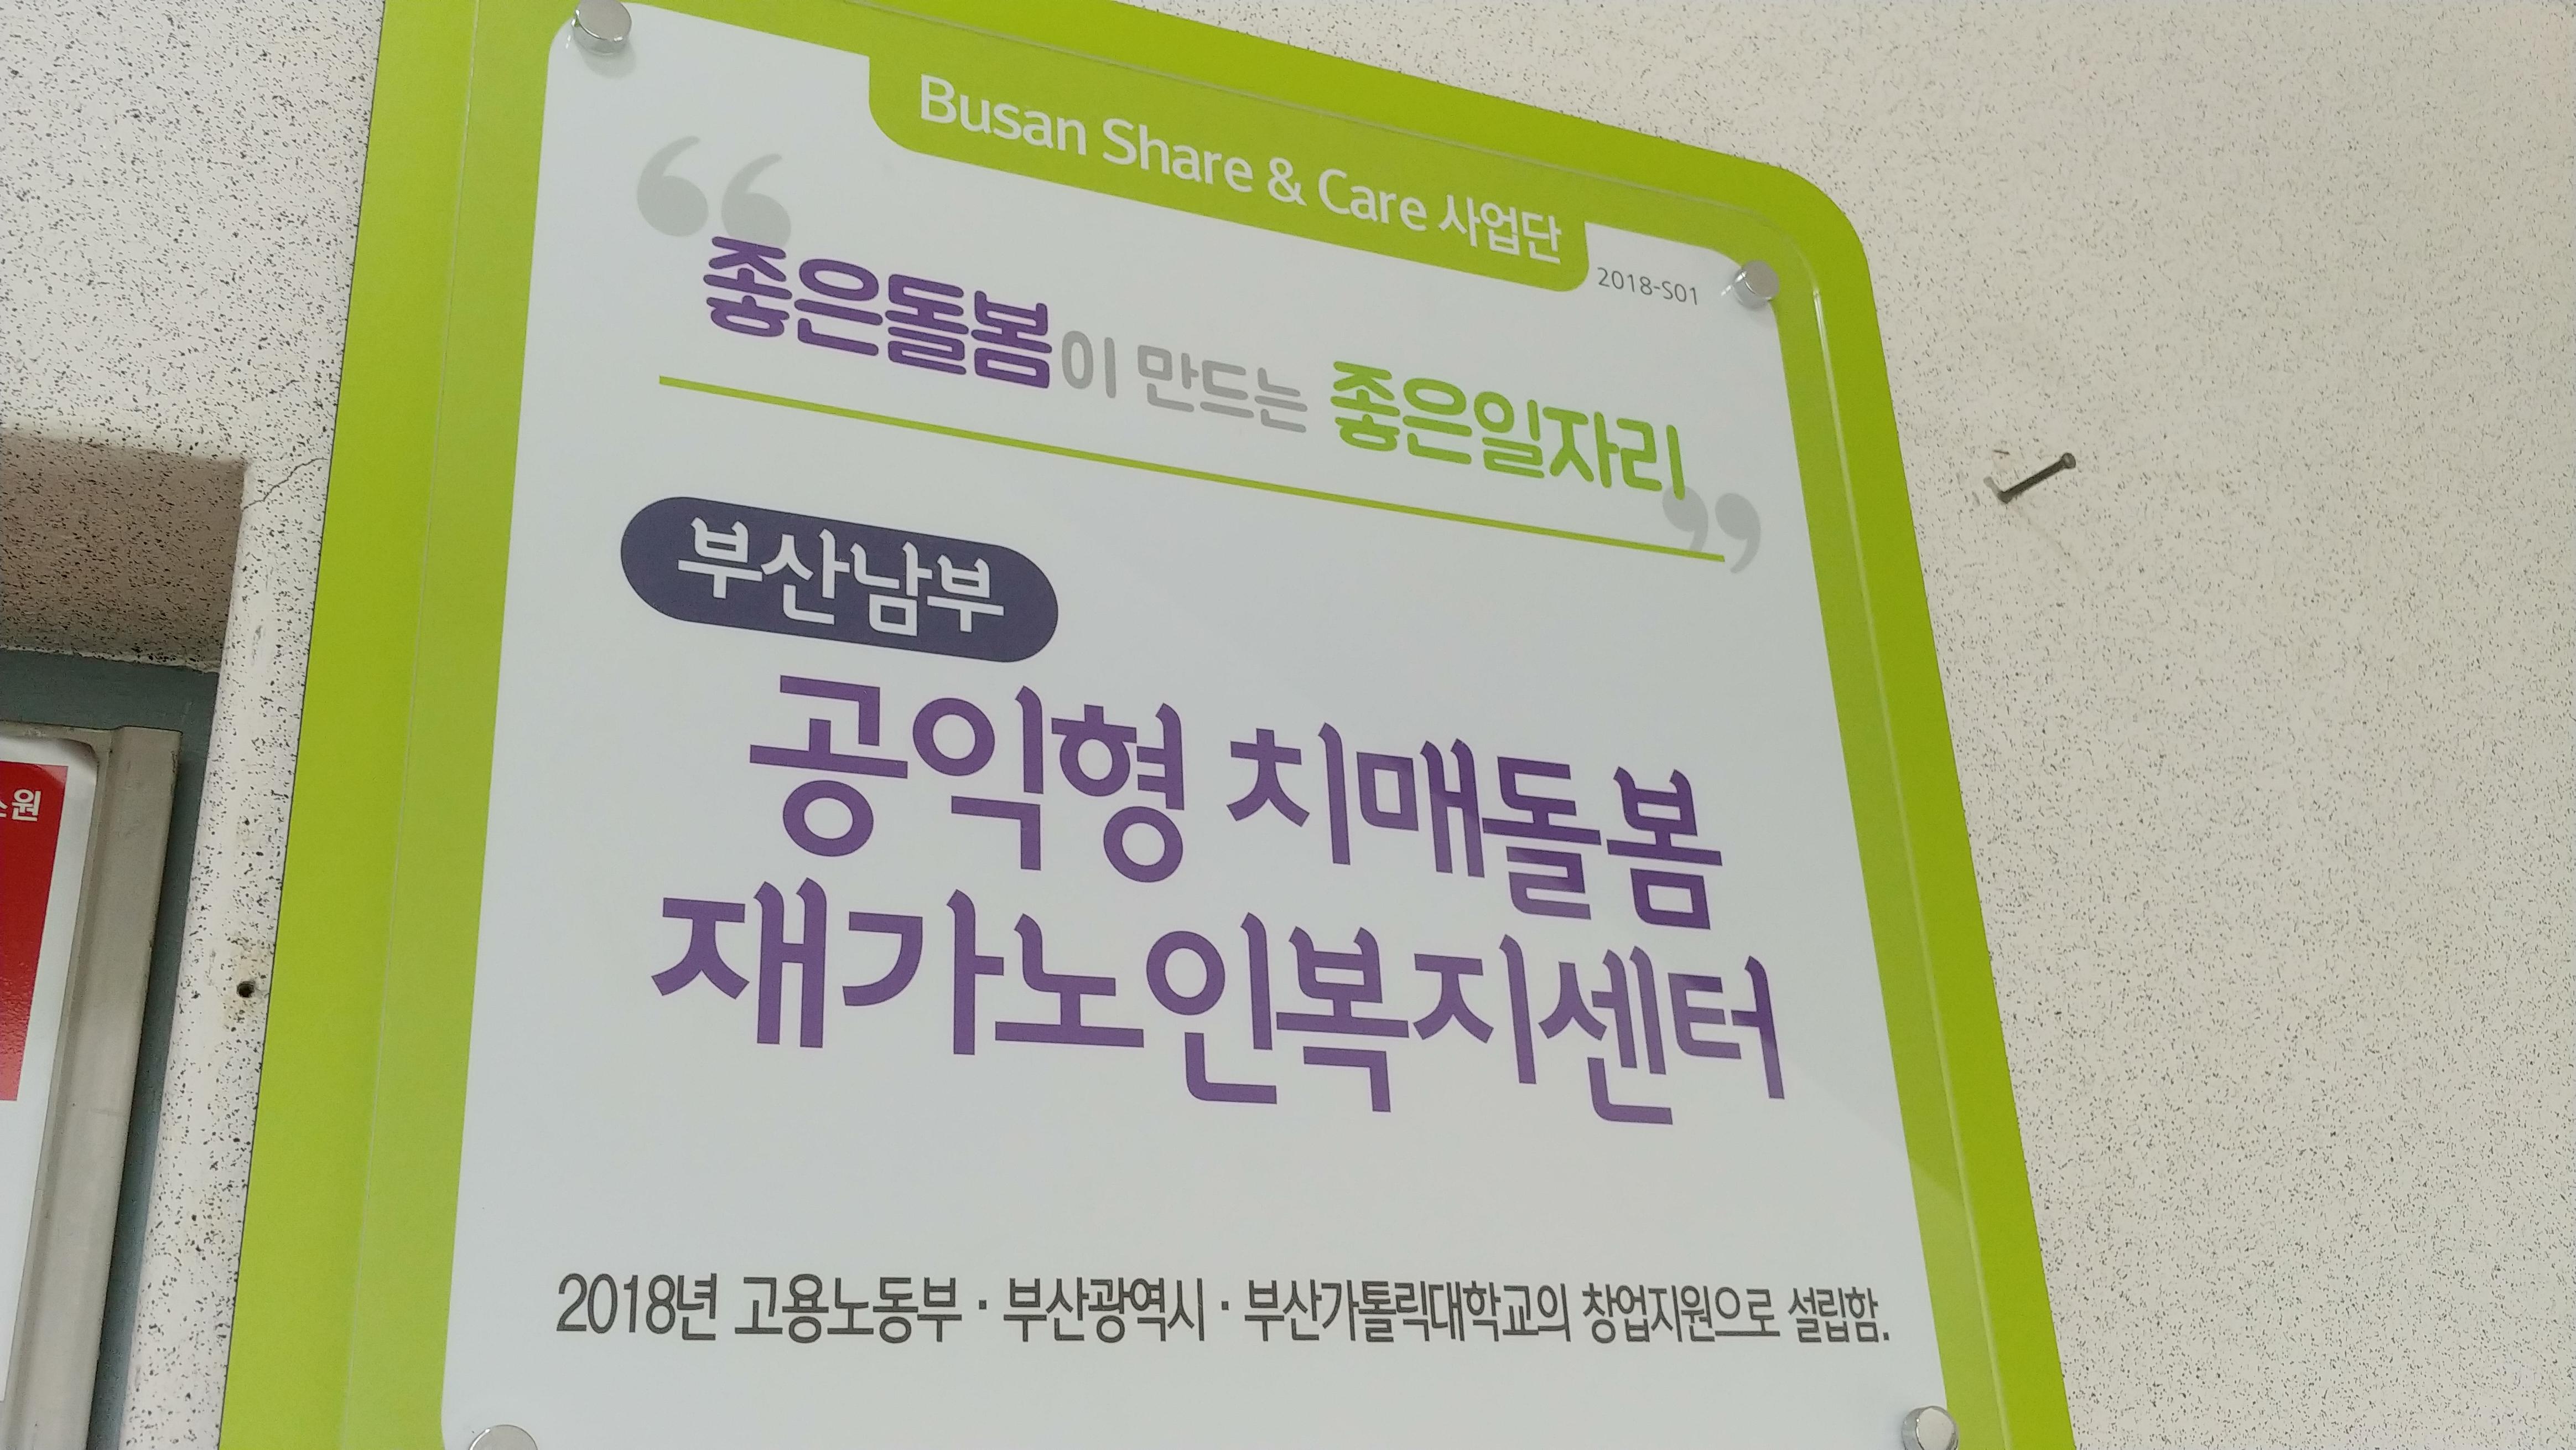 Busan Share & Care 사업단
2018-S01
“좋은돌봄이 만드는 좋은일자리”
부산남부
공익형 치매돌봄
재가노인복지센터
2018년 고용노동부 · 부산광역시 · 부산가톨릭대학교의 창업지원으로 설립함.
원